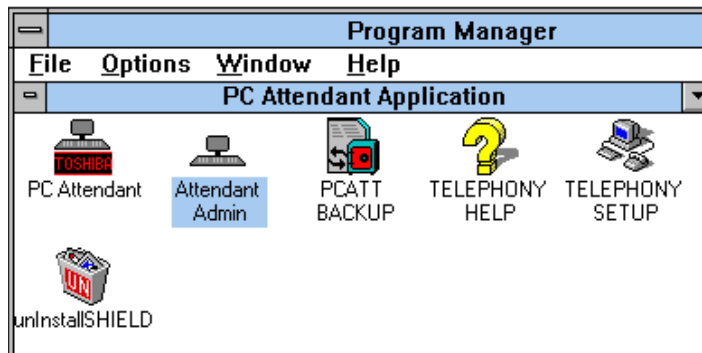 Program Manager
File Options Window Help
PC Attendant Application
TOSHIBA
PC Attendant
Attendant
Admin
PCATT
BACKUP
TELEPHONY
HELP
TELEPHONY
SETUP
UN
unInstallSHIELD